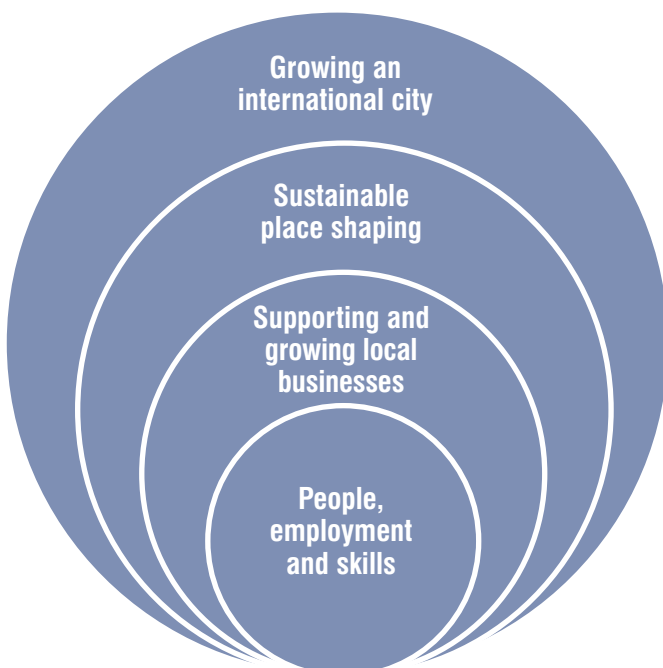 Growing an
international city
Sustainable
place shaping
Supporting and
growing local
businesses
People,
employment
and skills